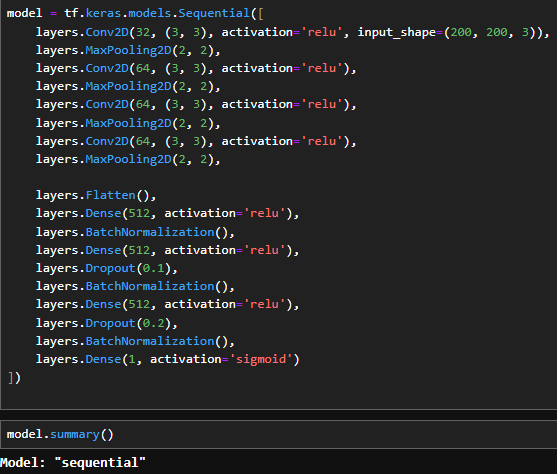 model = tf.keras.models.Sequential([
    layers.Conv2D(32, (3, 3), activation='relu', input_shape=(200, 200, 3)),
    layers.MaxPooling2D(2, 2),
    layers.Conv2D(64, (3, 3), activation='relu'),
    layers.MaxPooling2D(2, 2),
    layers.Conv2D(64, (3, 3), activation='relu'),
    layers.MaxPooling2D(2, 2),
    layers.Conv2D(64, (3, 3), activation='relu'),
    layers.MaxPooling2D(2, 2),

    layers.Flatten(),
    layers.Dense(512, activation='relu'),
    layers.BatchNormalization(),
    layers.Dense(512, activation='relu'),
    layers.Dropout(0.1),
    layers.BatchNormalization(),
    layers.Dense(512, activation='relu'),
    layers.Dropout(0.2),
    layers.BatchNormalization(),
    layers.Dense(1, activation='sigmoid')
])
model.summary()
Model: "sequential"